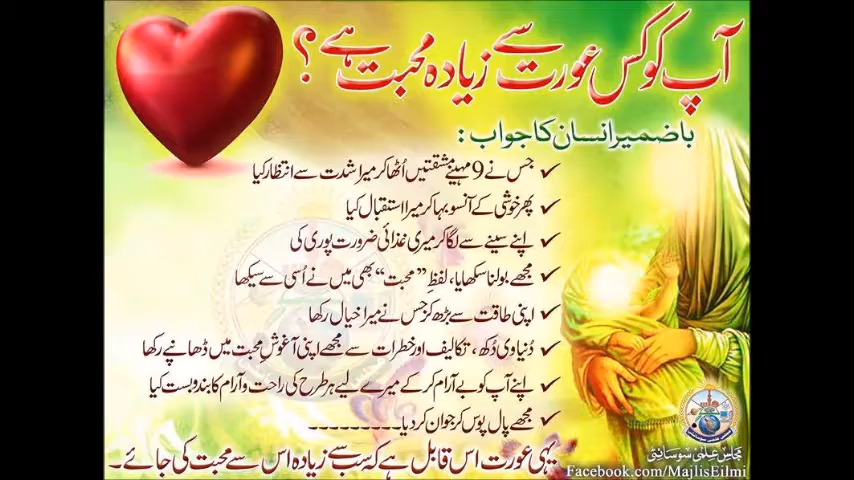 آپ کو کس عورت سے زیادہ محبت ہے؟
باضمیر انسان کا جواب :
✓ جس نے 9 مہینے مشقتیں اُٹھا کر میرا شدت سے انتظار کیا
✓ پھر خوشی کے آنسو بہا کر میرا استقبال کیا
✓ اپنے سینے سے لگا کر میری غذائی ضرورت پوری کی
✓ مجھے بولنا سکھایا، لفظِ ”محبت“ بھی میں نے اُسی سے سیکھا
✓ اپنی طاقت سے بڑھ کر جس نے میرا خیال رکھا
✓ دُنیاوی دُکھ، تکالیف اور خطرات سے مجھے اپنی آغوشِ محبت میں ڈھانپے رکھا
✓ اپنے آپ کو بے آرام کر کے میرے لیے ہر طرح کی راحت و آرام کا بندوبست کیا
✓ مجھے پال پوس کر جوان کر دیا۔۔۔۔۔۔۔۔۔
یہی عورت اس قابل ہے کہ سب سے زیادہ اس سے محبت کی جائے۔
مجلس علمی سوسائٹی
Facebook.com/MajlisEilmi